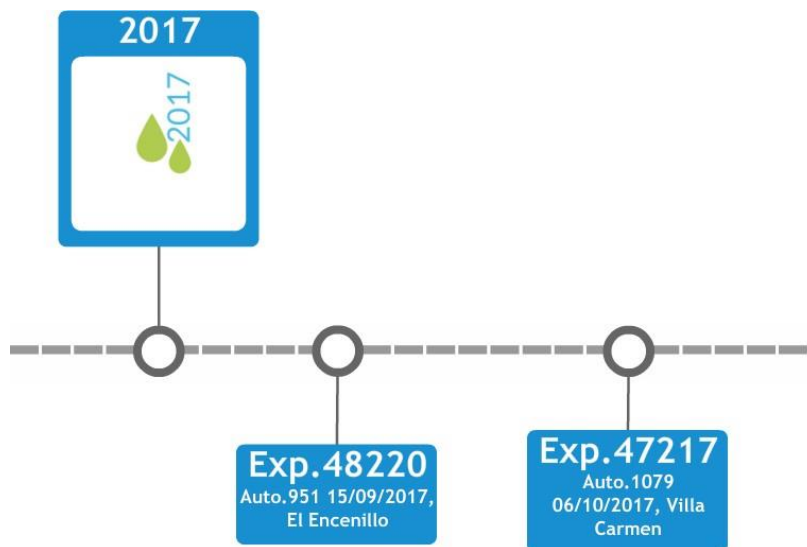 2017
2017
Exp.48220
Auto.951 15/09/2017,
El Encenillo
Exp.47217
Auto.1079
06/10/2017, Villa
Carmen